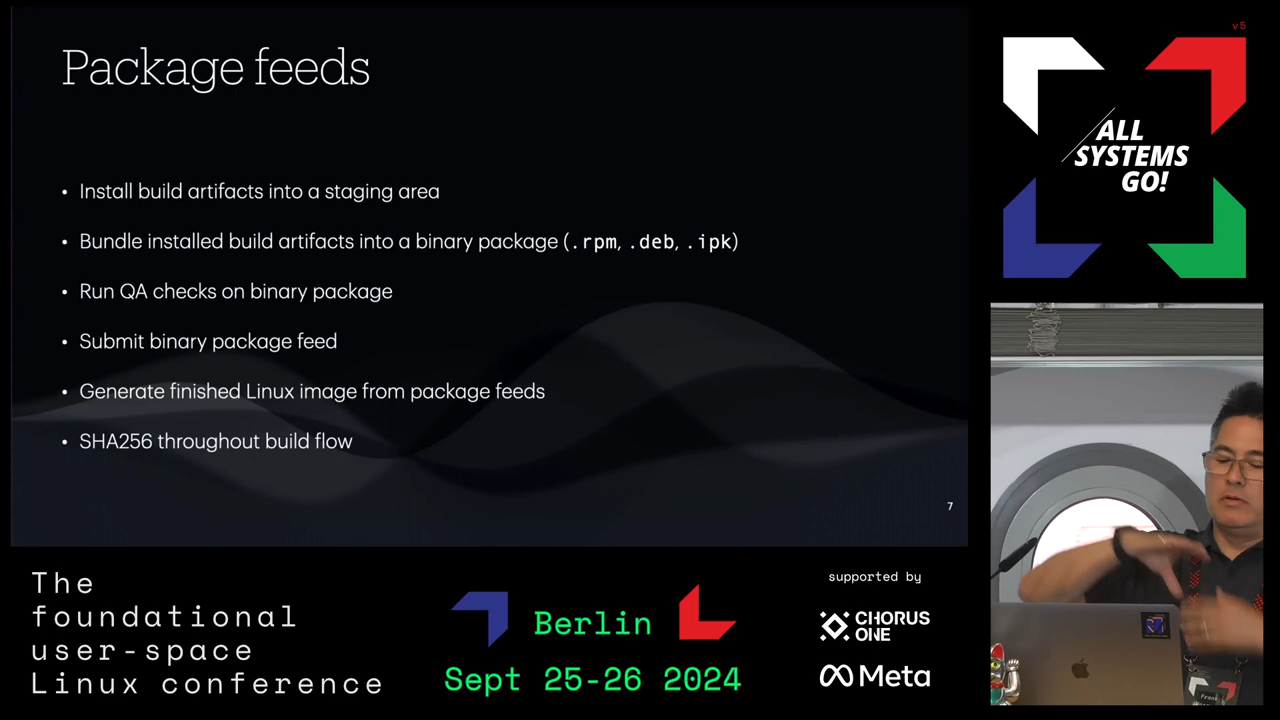 Package feeds
• Install build artifacts into a staging area
• Bundle installed build artifacts into a binary package (.rpm, .deb, .ipk)
• Run QA checks on binary package
• Submit binary package feed
• Generate finished Linux image from package feeds
• SHA256 throughout build flow
7
v5
ALL
SYSTEMS
GO!
The
foundational
user-space
Linux conference
Berlin
Sept 25-26 2024
supported by
CHORUS
ONE
Meta